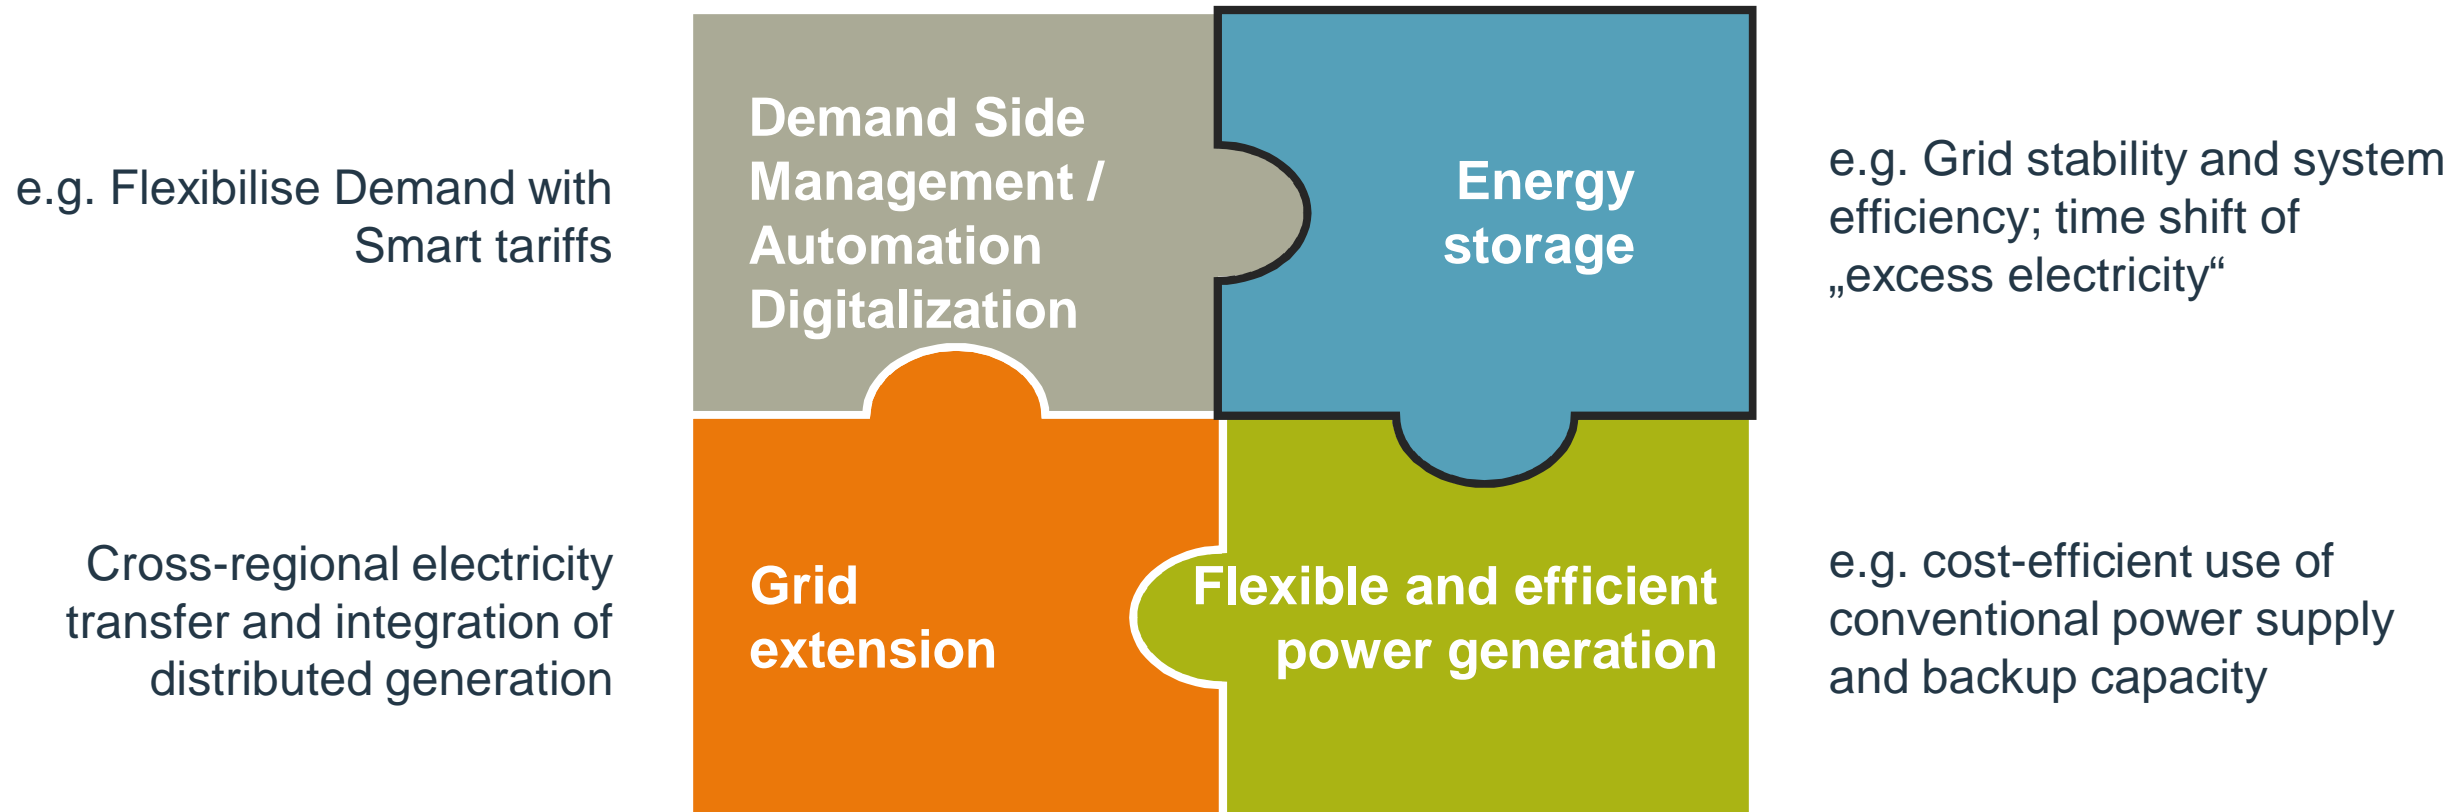 e.g. Flexibilise Demand with
Smart tariffs
Demand Side
Management /
Automation
Digitalization
Energy
storage
e.g. Grid stability and system
efficiency; time shift of
„excess electricity“
Cross-regional electricity
transfer and integration of
distributed generation
Grid
extension
Flexible and efficient
power generation
e.g. cost-efficient use of
conventional power supply
and backup capacity